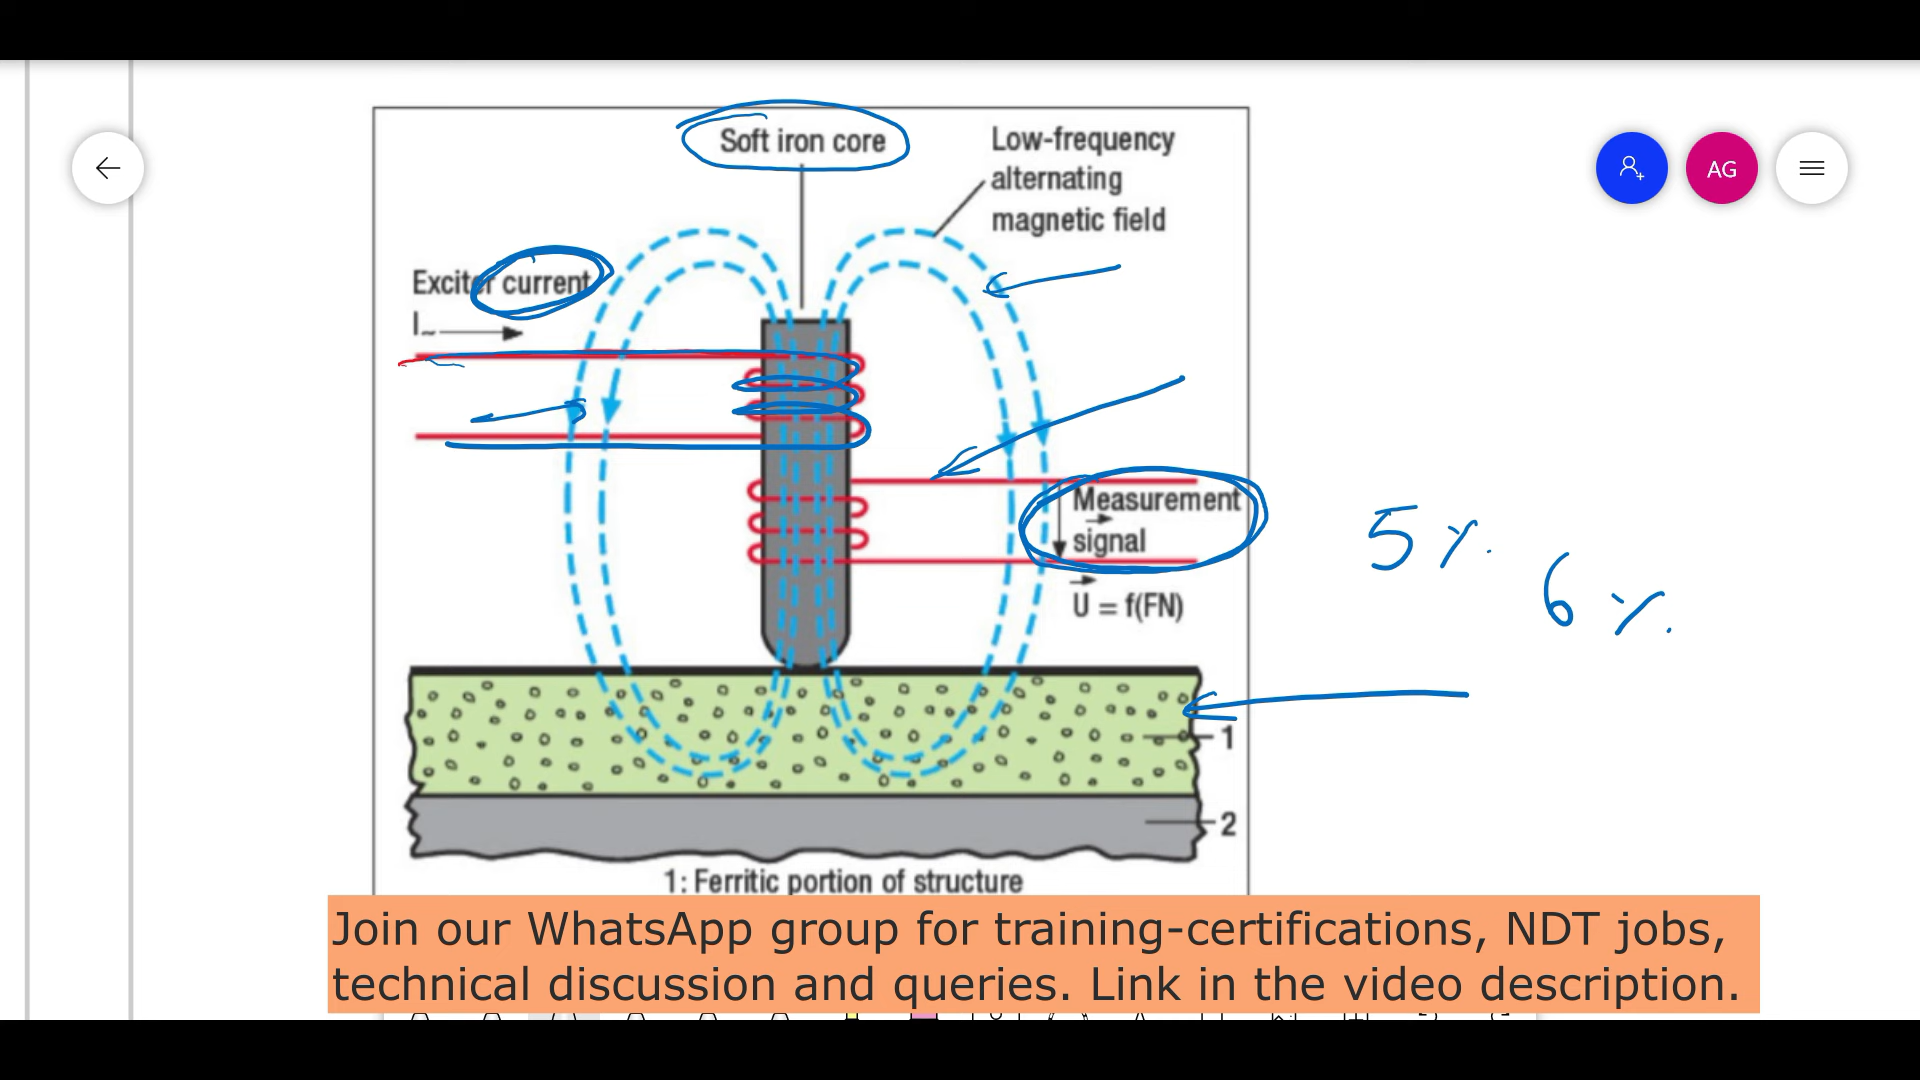 Soft iron core
Low-frequency
alternating
magnetic field
AG
Exciter current
I~
Measurement
signal
U = f(FN)
5 %.
6 %.
1
2
1: Ferritic portion of structure
Join our WhatsApp group for training-certifications, NDT jobs,
technical discussion and queries. Link in the video description.